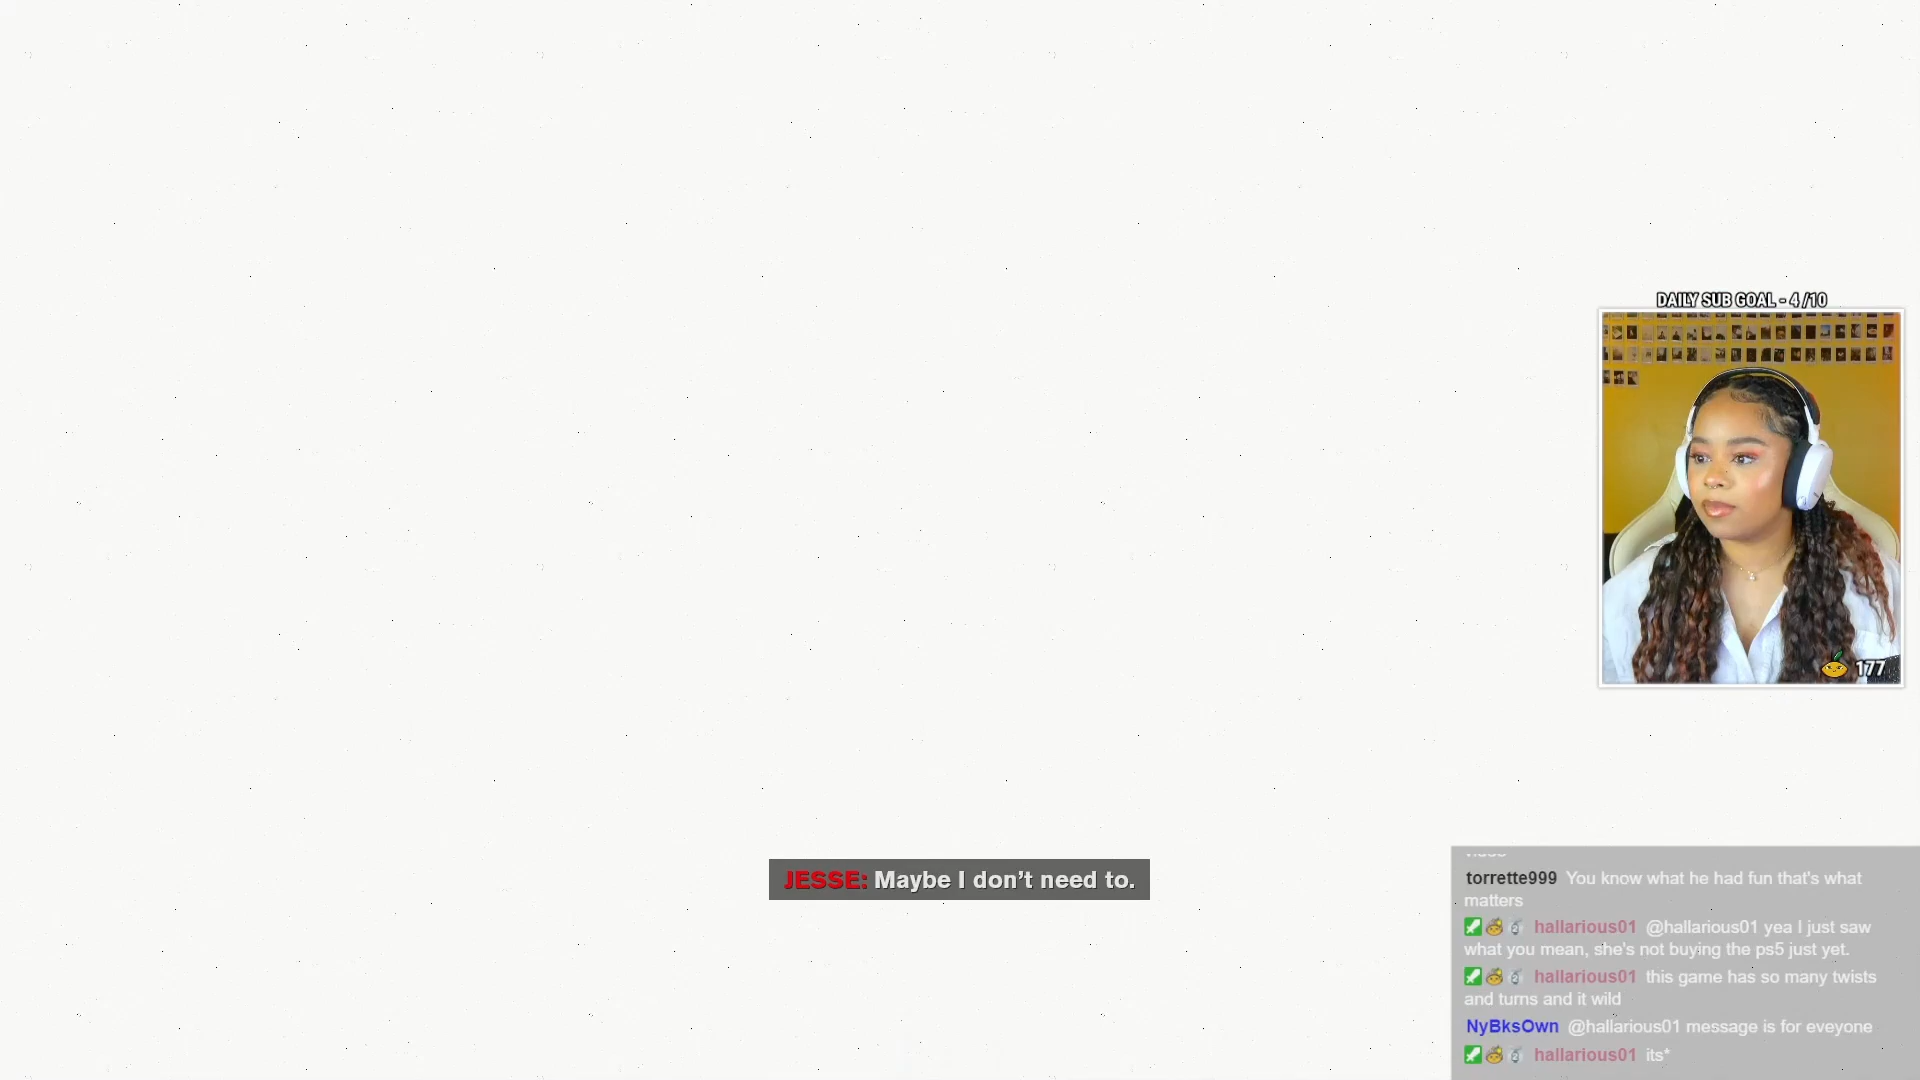 DAILY SUB GOAL - 4 /10
177
JESSE: Maybe I don't need to.
torrette999 You know what he had fun that's what
matters
hallarious01 @hallarious01 yea I just saw
what you mean, she's not buying the ps5 just yet.
hallarious01 this game has so many twists
and turns and it wild
NyBksOwn @hallarious01 message is for eveyone
hallarious01 its*